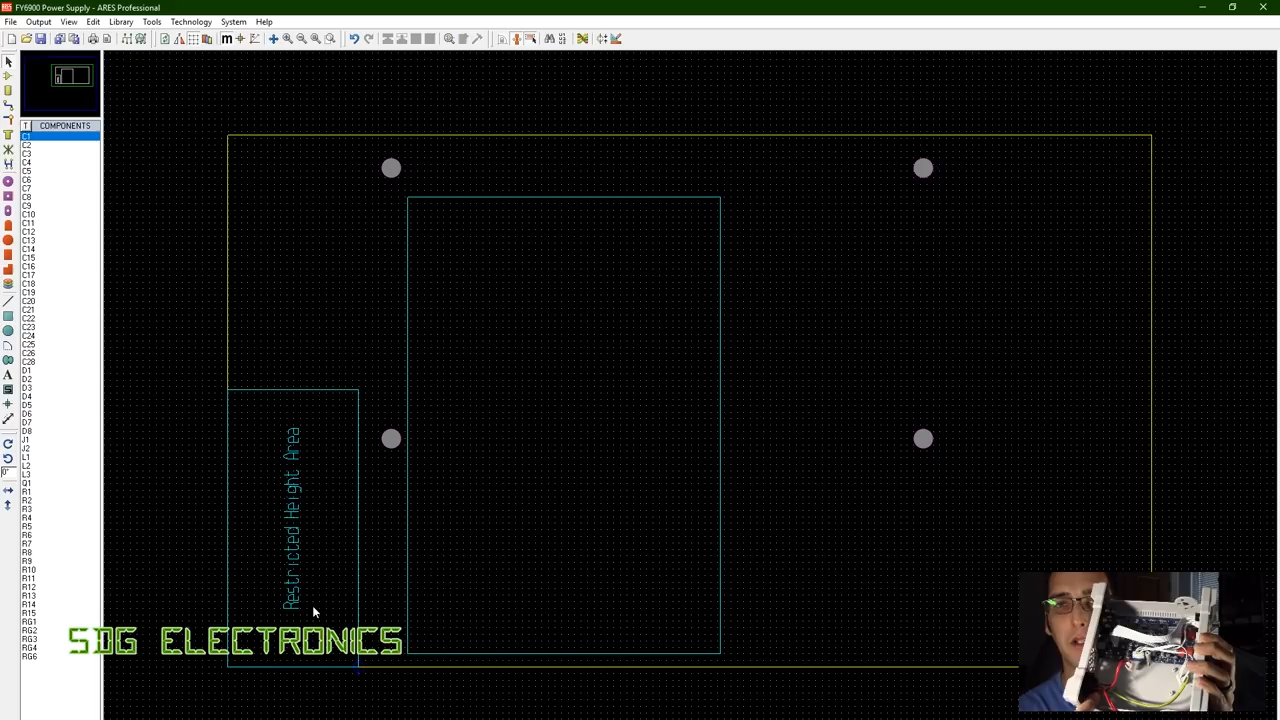 FY6900 Power Supply - ARES Professional
File Output View Edit Library Tools Technology System Help
T COMPONENTS
C1
C2
C3
C4
C5
C6
C7
C8
C9
C10
C11
C12
C13
C14
C15
C16
C17
C18
C19
C20
C21
C22
C23
C24
C25
C26
C28
D1
D2
D3
D4
D5
D6
D7
D8
J1
J2
L1
L2
L3
Q1
R1
R2
R3
R4
R5
R6
R7
R8
R9
R10
R11
R12
R13
R14
R15
RG1
RG2
RG3
RG4
RG6
Restricted Height Area
SDG ELECTRONICS